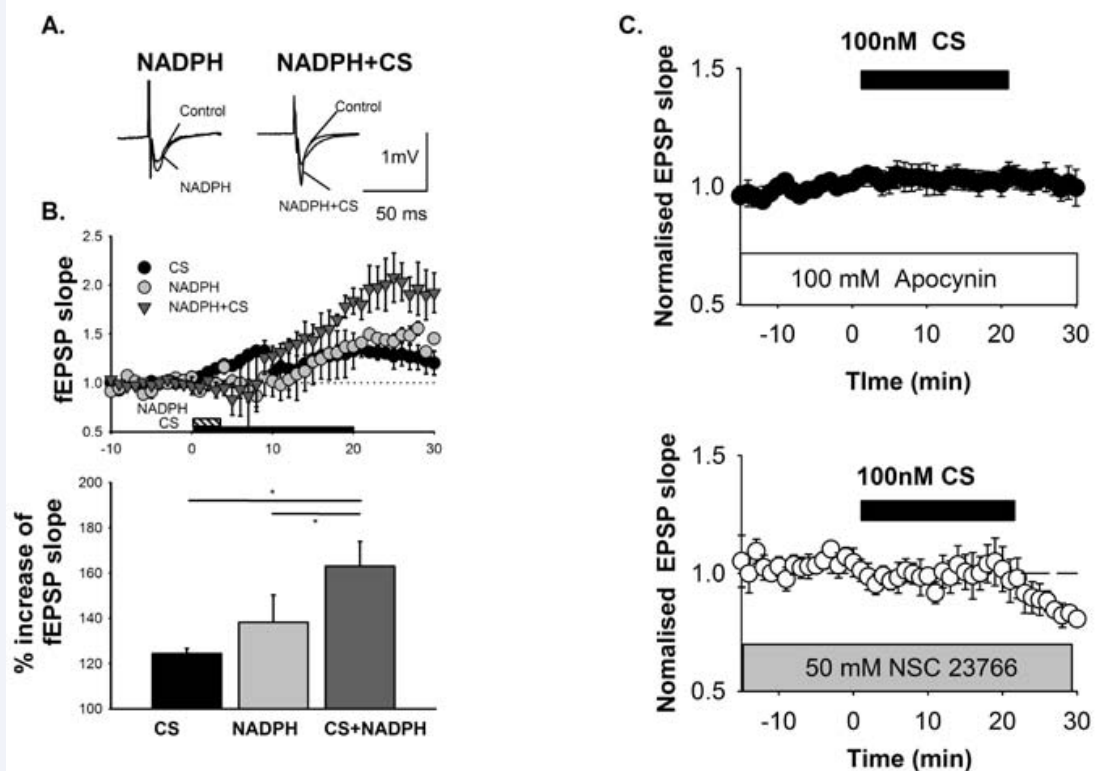 A.
NADPH
NADPH+CS
Control
NADPH
Control
NADPH+CS
1mV
50 ms
B.
fEPSP slope
2.5
2.0
1.5
1.0
0.5
CS
NADPH
NADPH+CS
NADPH
CS
-10
0
10
20
30
% increase of
fEPSP slope
200
180
160
140
120
100
*
*
CS
NADPH
CS+NADPH
C.
100nM CS
Normalised EPSP slope
1.5
1.0
0.5
100 mM Apocynin
-10
0
10
20
30
TIme (min)
100nM CS
Nomalised EPSP slope
1.5
1.0
0.5
50 mM NSC 23766
-10
0
10
20
30
Time (min)